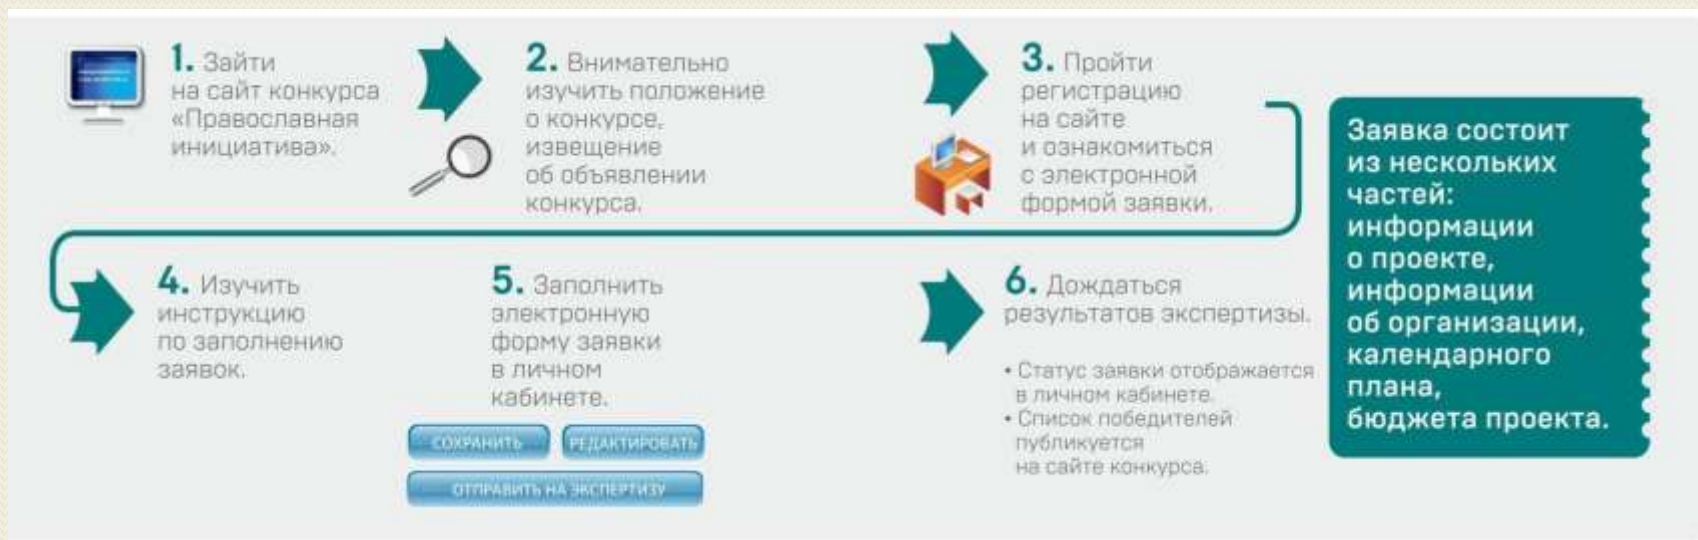 1. Зайти
на сайт конкурса
«Православная
инициатива».
2. Внимательно
изучить положение
о конкурсе,
извещение
об объявлении
конкурса.
3. Пройти
регистрацию
на сайте
и ознакомиться
с электронной
формой заявки.
4. Изучить
инструкцию
по заполнению
заявок.
5. Заполнить
электронную
форму заявки
в личном
кабинете.
СОХРАНИТЬ
РЕДАКТИРОВАТЬ
ОТПРАВИТЬ НА ЭКСПЕРТИЗУ
6. Дождаться
результатов экспертизы.
• Статус заявки отображается
в личном кабинете.
• Список победителей
публикуется
на сайте конкурса.
Заявка состоит
из нескольких
частей:
информации
о проекте,
информации
об организации,
календарного
плана,
бюджета проекта.